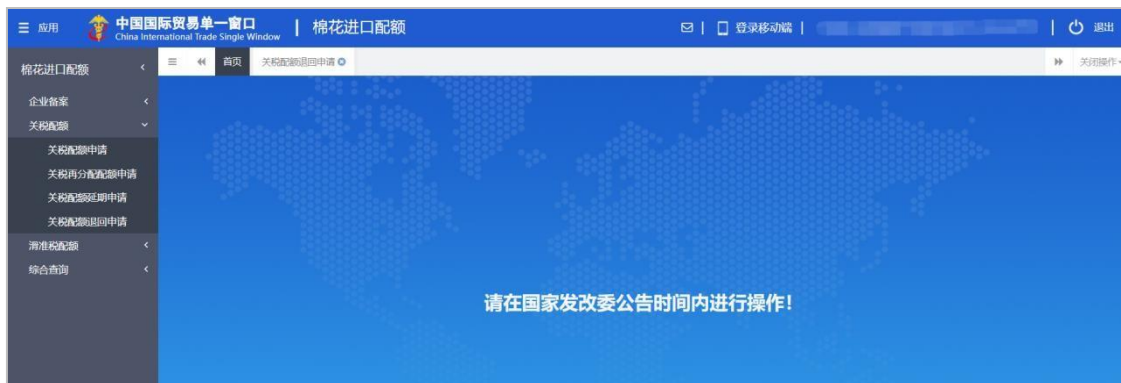 应用
中国国际贸易单一窗口
China International Trade Single Window
棉花进口配额
登录移动端
退出
棉花进口配额
首页
关税配额退回申请
关闭操作
企业备案
关税配额
关税配额申请
关税再分配配额申请
关税配额延期申请
关税配额退回申请
滑准税配额
综合查询
请在国家发改委公告时间内进行操作!